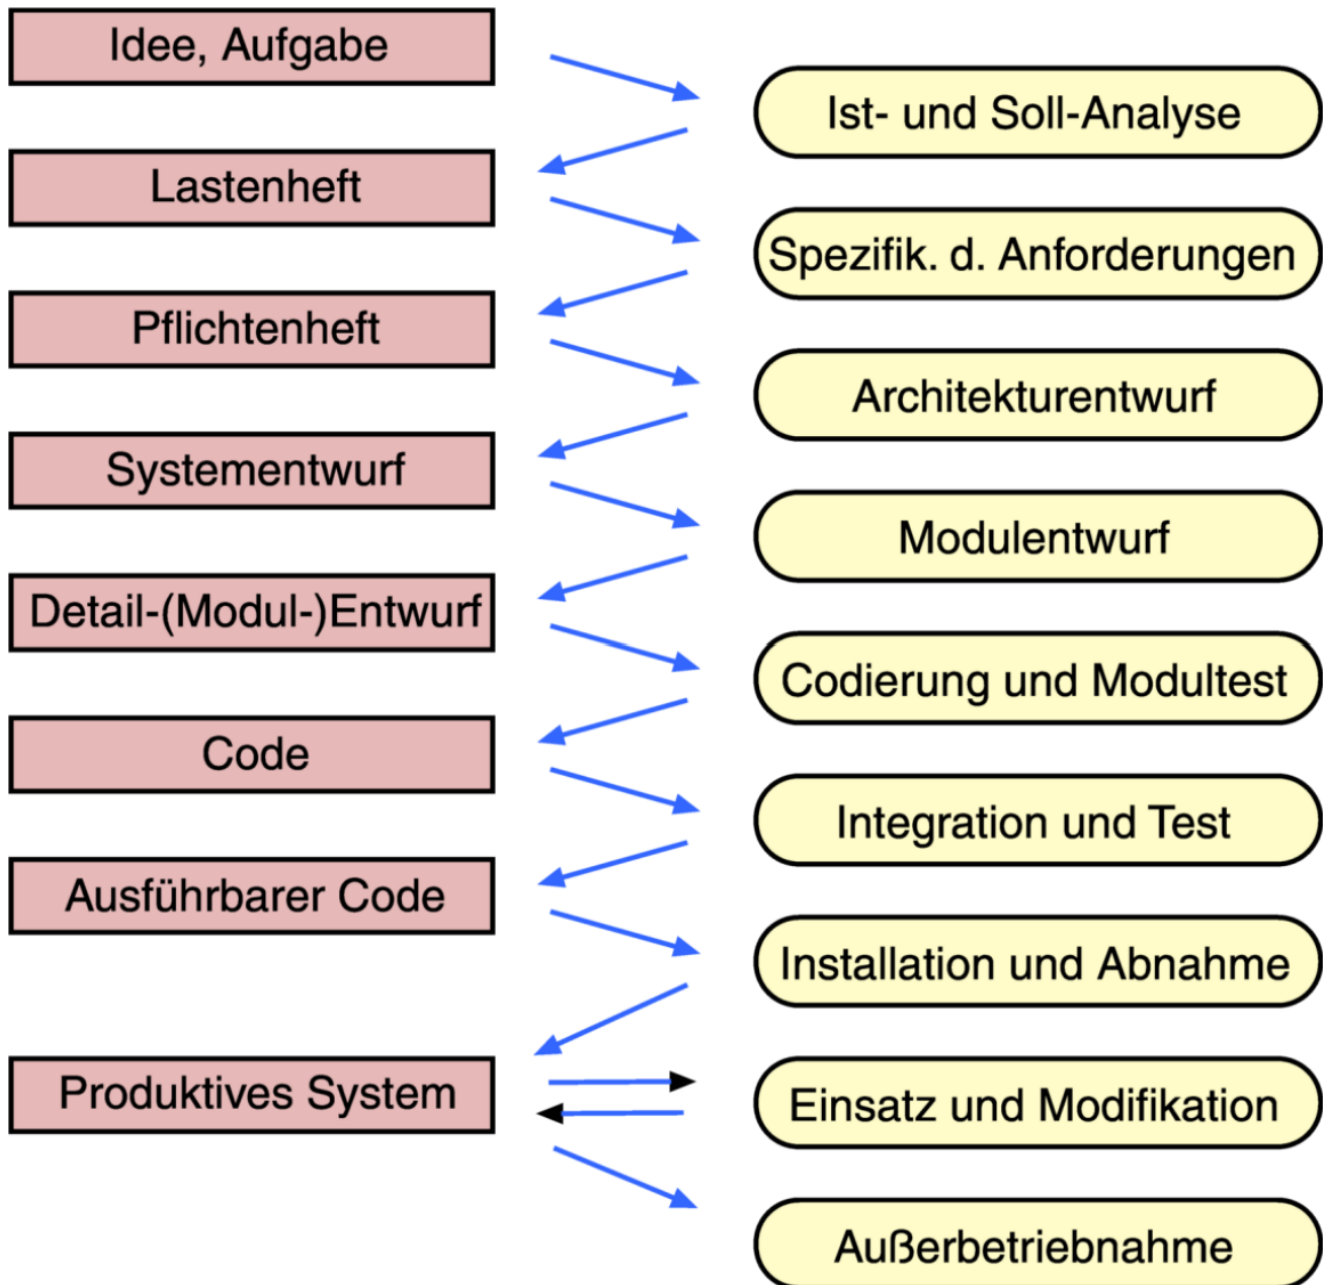 Idee, Aufgabe
Ist- und Soll-Analyse
Lastenheft
Spezifik. d. Anforderungen
Pflichtenheft
Architekturentwurf
Systementwurf
Modulentwurf
Detail-(Modul-)Entwurf
Codierung und Modultest
Code
Integration und Test
Ausführbarer Code
Installation und Abnahme
Produktives System
Einsatz und Modifikation
Außerbetriebnahme